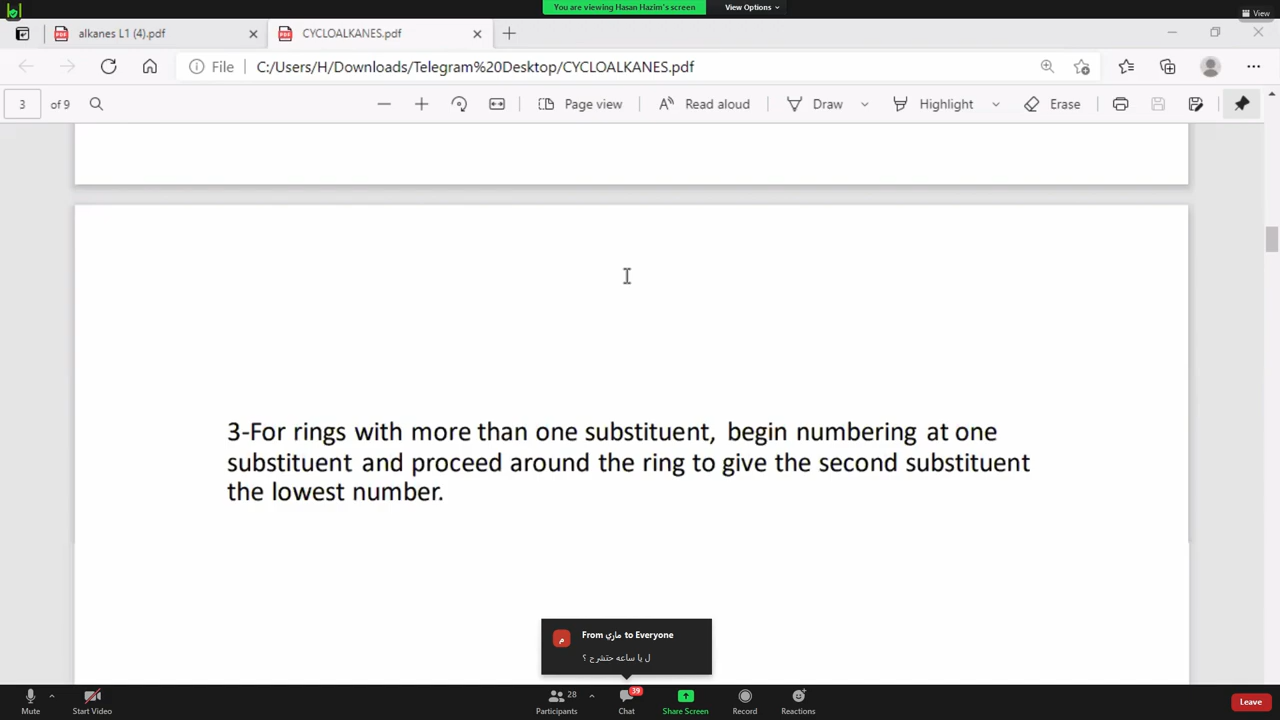 You are viewing Hasan Hazim's screen
View Options
View
alkanes L1 (4).pdf
CYCLOALKANES.pdf
File
C:/Users/H/Downloads/Telegram%20Desktop/CYCLOALKANES.pdf
3 of 9
Page view
Read aloud
Draw
Highlight
Erase
3-For rings with more than one substituent, begin numbering at one
substituent and proceed around the ring to give the second substituent
the lowest number.
م
From ماري to Everyone
ل يا ساعه حتشرح ؟
39
28
Mute
Start Video
Participants
Chat
Share Screen
Record
Reactions
Leave